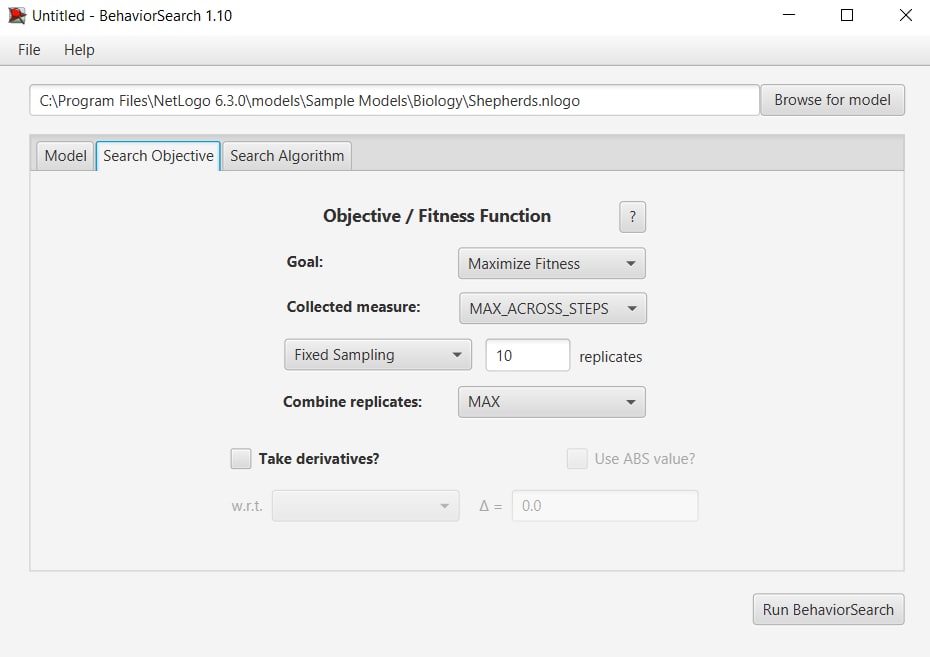 Untitled - BehaviorSearch 1.10
File Help
C:\Program Files\NetLogo 6.3.0\models\Sample Models\Biology\Shepherds.nlogo Browse for model
Model Search Objective Search Algorithm
Objective / Fitness Function ?
Goal: Maximize Fitness
Collected measure: MAX_ACROSS_STEPS
Fixed Sampling 10 replicates
Combine replicates: MAX
Take derivatives? Use ABS value?
w.r.t. Δ = 0.0
Run BehaviorSearch